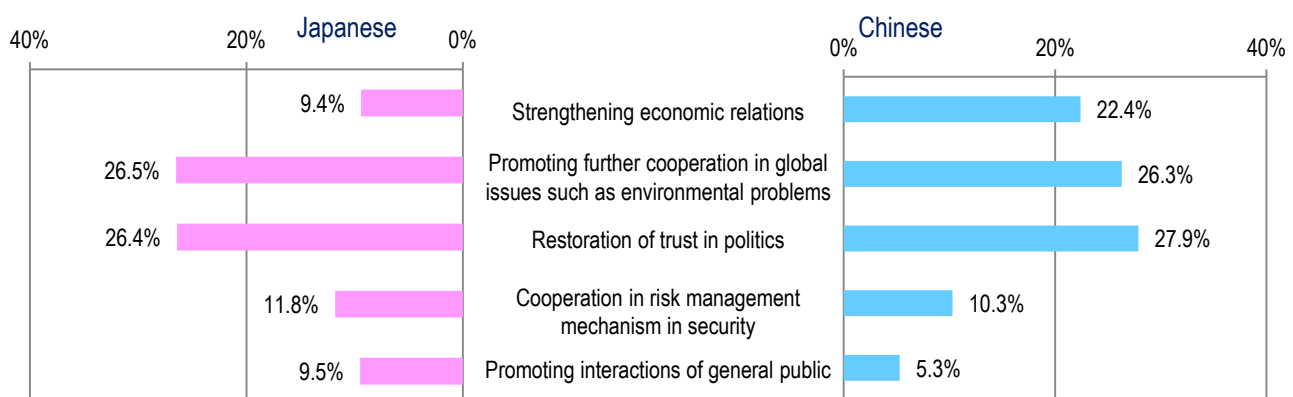 Japanese
Chinese
40%
20%
0%
0%
20%
40%
9.4%
Strengthening economic relations
22.4%
26.5%
Promoting further cooperation in global
issues such as environmental problems
26.3%
26.4%
Restoration of trust in politics
27.9%
11.8%
Cooperation in risk management
mechanism in security
10.3%
9.5%
Promoting interactions of general public
5.3%